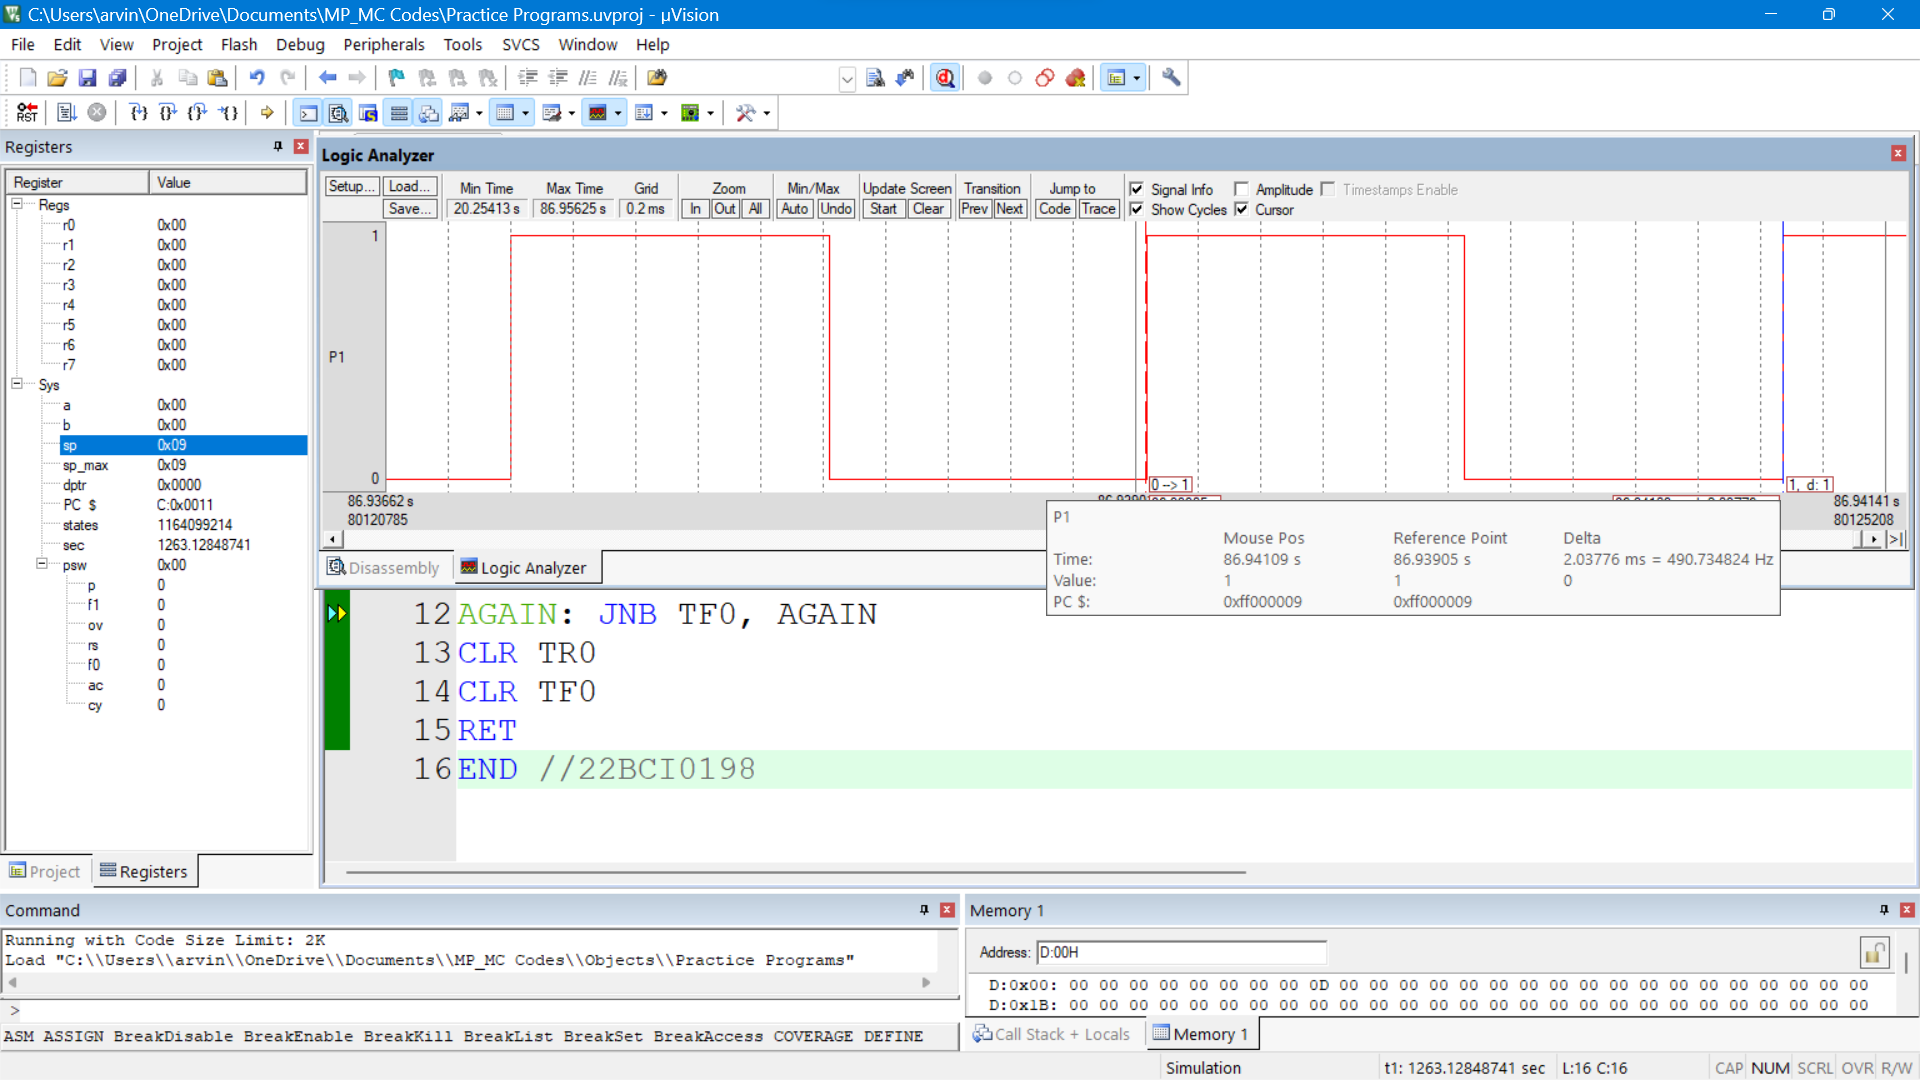 C:\Users\arvin\OneDrive\Documents\MP_MC Codes\Practice Programs.uvproj - µVision
File Edit View Project Flash Debug Peripherals Tools SVCS Window Help
Registers
Register Value
Regs
r0 0x00
r1 0x00
r2 0x00
r3 0x00
r4 0x00
r5 0x00
r6 0x00
r7 0x00
Sys
a 0x00
b 0x00
sp 0x09
sp_max 0x09
dptr 0x0000
PC $ C:0x0011
states 1164099214
sec 1263.12848741
psw 0x00
p 0
f1 0
ov 0
rs 0
f0 0
ac 0
cy 0
Project Registers
Logic Analyzer
Setup... Load... Min Time Max Time Grid Zoom Min/Max Update Screen Transition Jump to Signal Info Amplitude Timestamps Enable
Save... 20.25413 s 86.95625 s 0.2 ms In Out All Auto Undo Start Clear Prev Next Code Trace Show Cycles Cursor
1
P1
0
0 --> 1
1, d: 1
86.93662 s 86.94141 s
80120785 80125208
P1
Mouse Pos Reference Point Delta
Time: 86.94109 s 86.93905 s 2.03776 ms = 490.734824 Hz
Value: 1 1 0
PC $: 0xff000009 0xff000009
Disassembly Logic Analyzer
12 AGAIN: JNB TF0, AGAIN
13 CLR TR0
14 CLR TF0
15 RET
16 END //22BCI0198
Command
Running with Code Size Limit: 2K
Load "C:\\Users\\arvin\\OneDrive\\Documents\\MP_MC Codes\\Objects\\Practice Programs"
>
ASM ASSIGN BreakDisable BreakEnable BreakKill BreakList BreakSet BreakAccess COVERAGE DEFINE
Memory 1
Address: D:00H
D:0x00: 00 00 00 00 00 00 00 00 0D 00 00 00 00 00 00 00 00 00 00 00 00 00 00 00 00 00 00
D:0x1B: 00 00 00 00 00 00 00 00 00 00 00 00 00 00 00 00 00 00 00 00 00 00 00 00 00 00 00
Call Stack + Locals Memory 1
Simulation t1: 1263.12848741 sec L:16 C:16 CAP NUM SCRL OVR R/W